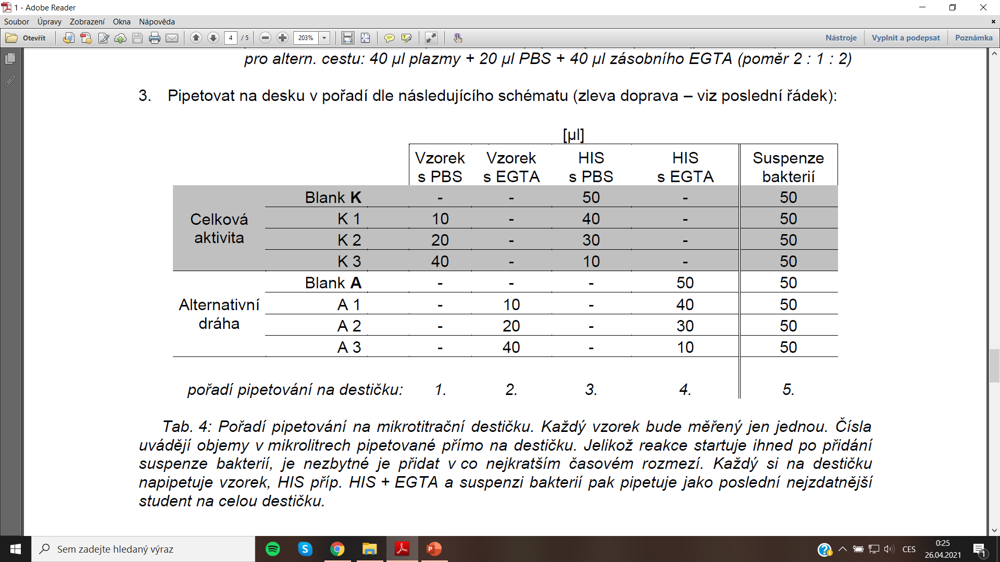 1 - Adobe Reader
Soubor Úpravy Zobrazení Okna Nápověda
Otevřít 4 / 5 203% Nástroje Vyplnit a podepsat Poznámka
pro altern. cestu: 40 µl plazmy + 20 µl PBS + 40 µl zásobního EGTA (poměr 2 : 1 : 2)
3. Pipetovat na desku v pořadí dle následujícího schématu (zleva doprava – viz poslední řádek):
[µl]
Vzorek s PBS Vzorek s EGTA HIS s PBS HIS s EGTA Suspenze bakterií
Celková aktivita
Blank K - - 50 - 50
K 1 10 - 40 - 50
K 2 20 - 30 - 50
K 3 40 - 10 - 50
Alternativní dráha
Blank A - - - 50 50
A 1 - 10 - 40 50
A 2 - 20 - 30 50
A 3 - 40 - 10 50
pořadí pipetování na destičku: 1. 2. 3. 4. 5.
Tab. 4: Pořadí pipetování na mikrotitrační destičku. Každý vzorek bude měřený jen jednou. Čísla
uvádějí objemy v mikrolitrech pipetované přímo na destičku. Jelikož reakce startuje ihned po přidání
suspenze bakterií, je nezbytné je přidat v co nejkratším časovém rozmezí. Každý si na destičku
napipetuje vzorek, HIS příp. HIS + EGTA a suspenzi bakterií pak pipetuje jako poslední nejzdatnější
student na celou destičku.
Sem zadejte hledaný výraz
CES
0:25
26.04.2021
1